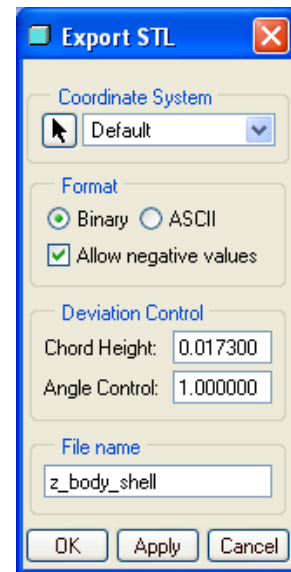 Export STL
Coordinate System
Default
Format
Binary ASCII
Allow negative values
Deviation Control
Chord Height: 0.017300
Angle Control: 1.000000
File name
z_body_shell
OK Apply Cancel